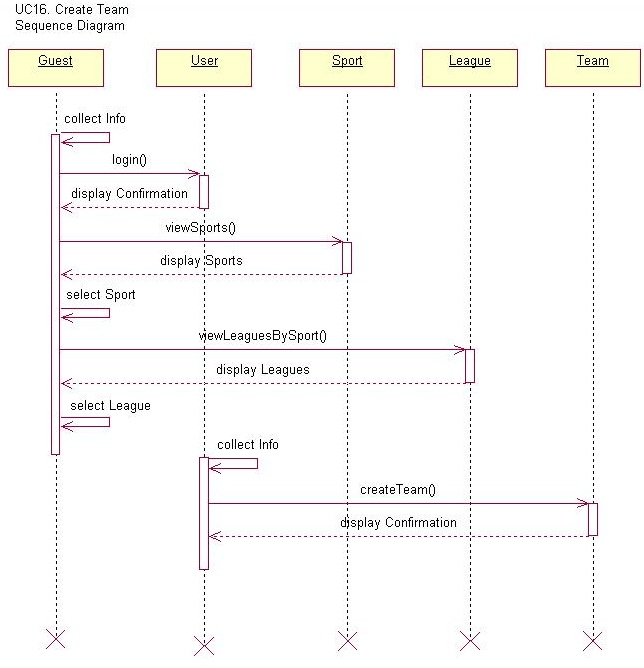 UC16. Create Team
Sequence Diagram
Guest
User
Sport
League
Team
collect Info
login()
display Confirmation
viewSports()
display Sports
select Sport
viewLeaguesBySport()
display Leagues
select League
collect Info
createTeam()
display Confirmation